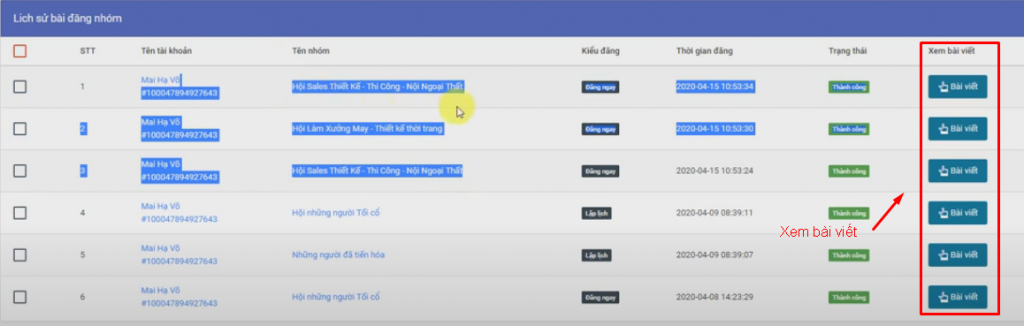 Lich sử bài đăng nhóm
STT Tên tài khoản Tên nhóm Kiểu đăng Thời gian đăng Trạng thái Xem bài viết
1 Mai Hạ Võ #100047894927643 Hội Sales Thiết Kế - Thi Công - Nội Ngoại Thất Đăng ngay 2020-04-15 10:53:34 Thành công Bài viết
2 Mai Hạ Võ #100047894927643 Hội Làm Xưởng May - Thiết kế thời trang Đăng ngay 2020-04-15 10:53:30 Thành công Bài viết
3 Mai Hạ Võ #100047894927643 Hội Sales Thiết Kế - Thi Công - Nội Ngoại Thất Đăng ngay 2020-04-15 10:53:24 Thành công Bài viết
4 Mai Hạ Võ #100047894927643 Hội những người Tối cổ Lập lịch 2020-04-09 08:39:11 Thành công Bài viết
Xem bài viết
5 Mai Hạ Võ #100047894927643 Những người đã tiến hóa Lập lịch 2020-04-09 08:39:07 Thành công Bài viết
6 Mai Hạ Võ #100047894927643 Hội những người Tối cổ Đăng ngay 2020-04-08 14:23:29 Thành công Bài viết